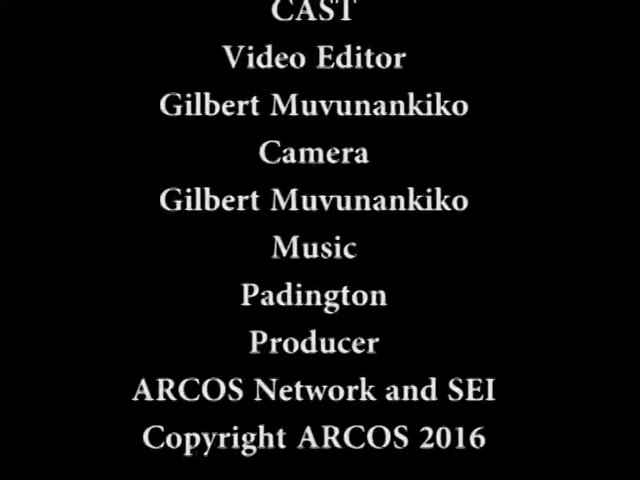 CAST
Video Editor
Gilbert Muvunankiko
Camera
Gilbert Muvunankiko
Music
Padington
Producer
ARCOS Network and SEI
Copyright ARCOS 2016